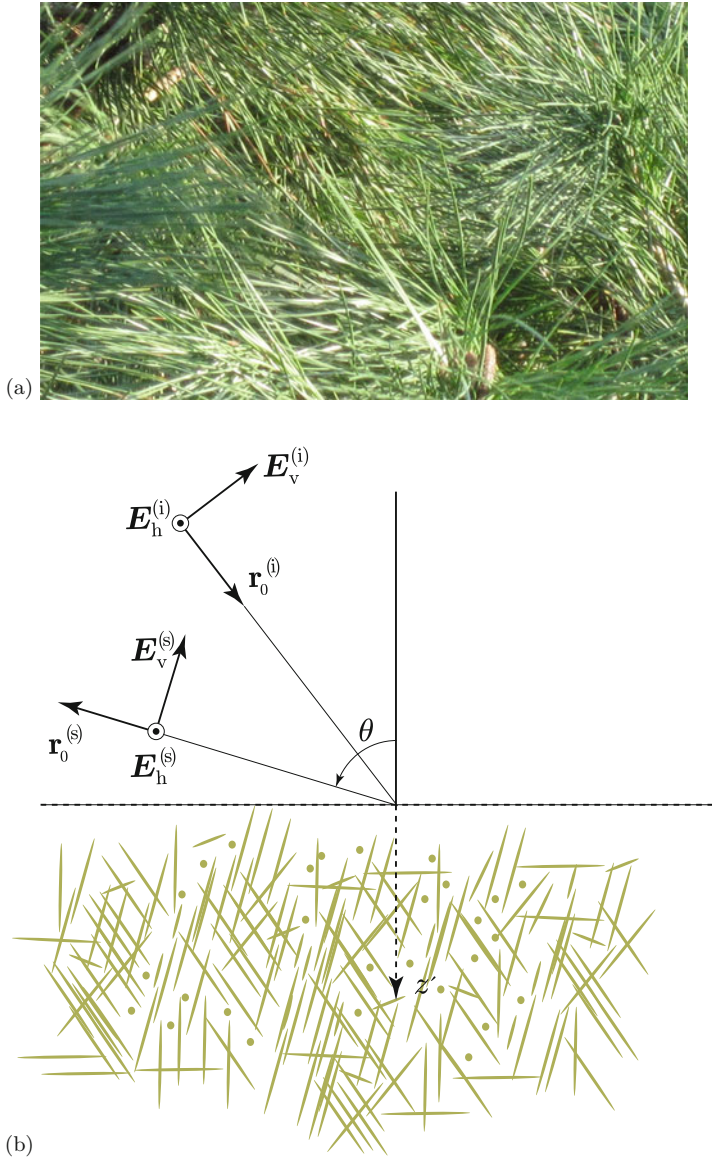 (a)
E_v^(i)
E_h^(i)
r_0^(i)
E_v^(s)
θ
r_0^(s)
E_h^(s)
z′
(b)